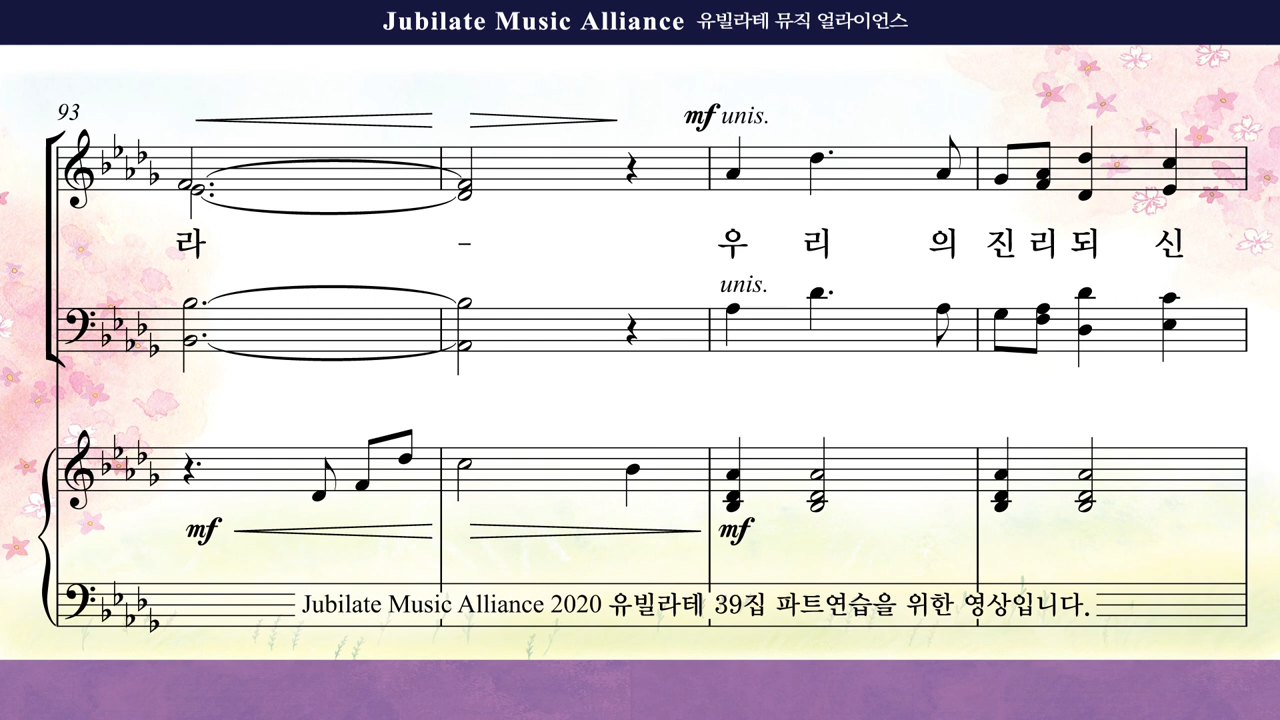 Jubilate Music Alliance 유빌라테 뮤직 얼라이언스
93
mf unis.
라 - 우 리 의 진 리 되 신
unis.
mf mf
Jubilate Music Alliance 2020 유빌라테 39집 파트연습을 위한 영상입니다.